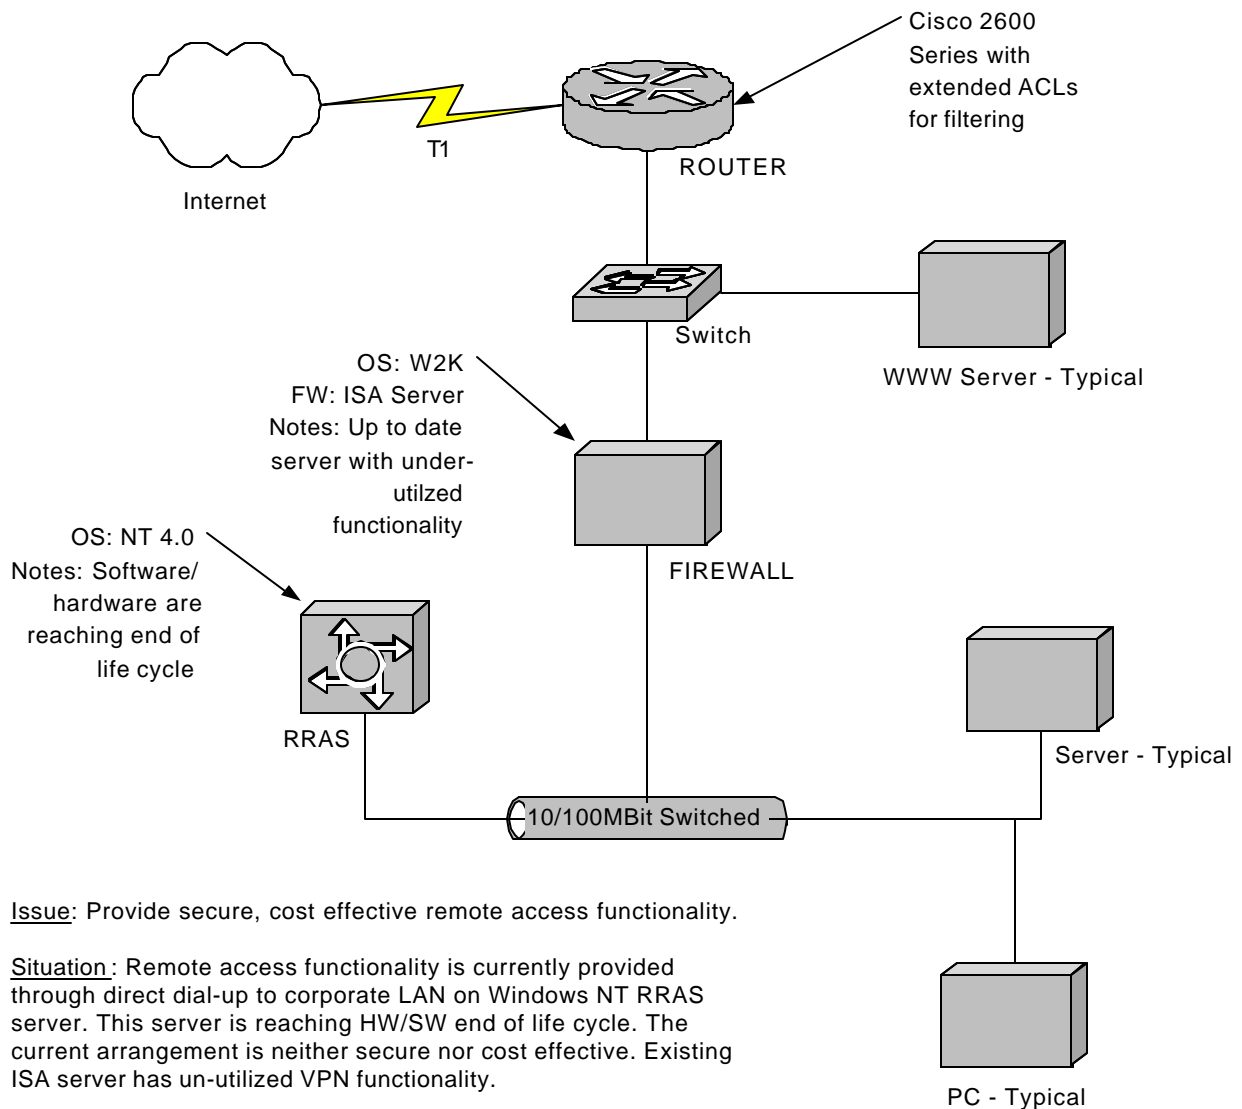 Cisco 2600
Series with
extended ACLs
for filtering
T1
ROUTER
Internet
Switch
WWW Server - Typical
OS: W2K
FW: ISA Server
Notes: Up to date
server with under-
utilzed
functionality
FIREWALL
OS: NT 4.0
Notes: Software/
hardware are
reaching end of
life cycle
RRAS
Server - Typical
10/100MBit Switched
Issue: Provide secure, cost effective remote access functionality.
Situation : Remote access functionality is currently provided
through direct dial-up to corporate LAN on Windows NT RRAS
server. This server is reaching HW/SW end of life cycle. The
current arrangement is neither secure nor cost effective. Existing
ISA server has un-utilized VPN functionality.
PC - Typical